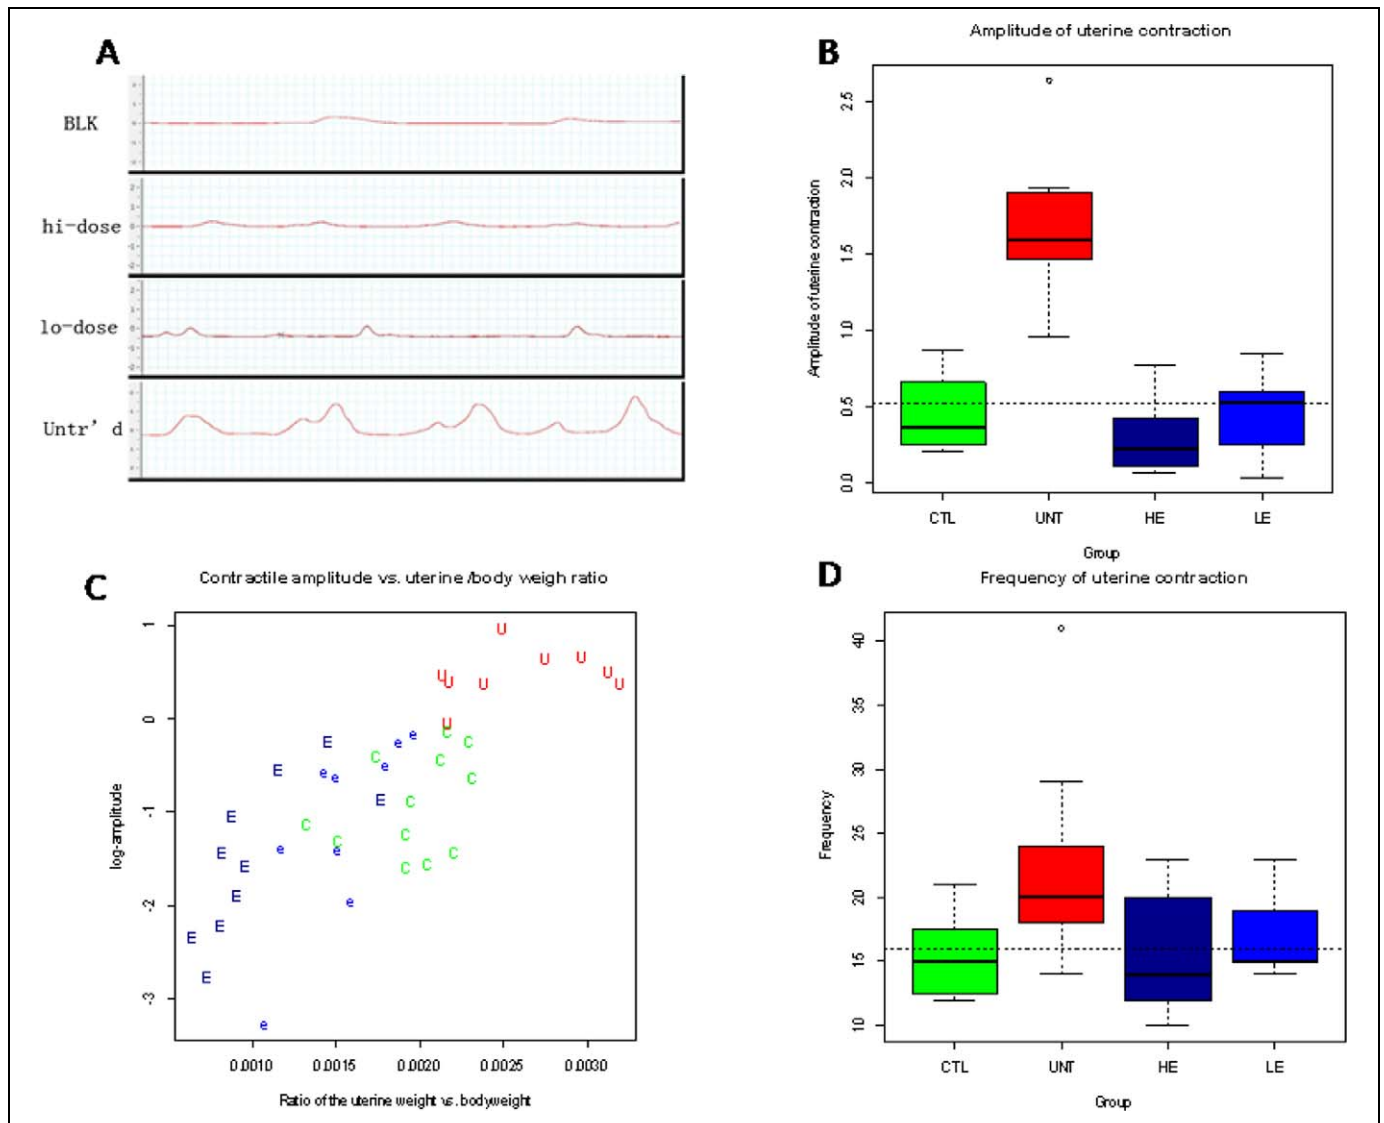 A
BLK
hi-dose
lo-dose
Untr' d
B
Amplitude of uterine contraction
Amplitude of uterine contraction
2.5
2.0
1.5
1.0
0.5
0.0
CTL UNT HE LE
Group
C
Contractile amplitude vs. uterine /body weigh ratio
log-amplitude
1
0
-1
-2
-3
U
U U
U U
U U U
U
C
E e e C
C C
E e e e C
E C
E C C
E e C e C
E C C
E e
E
E
E
e
0.0010 0.0015 0.0020 0.0025 0.0030
Ratio of the uterine weight vs. bodyweight
D
Frequency of uterine contraction
Frequency
40
35
30
25
20
15
10
CTL UNT HE LE
Group